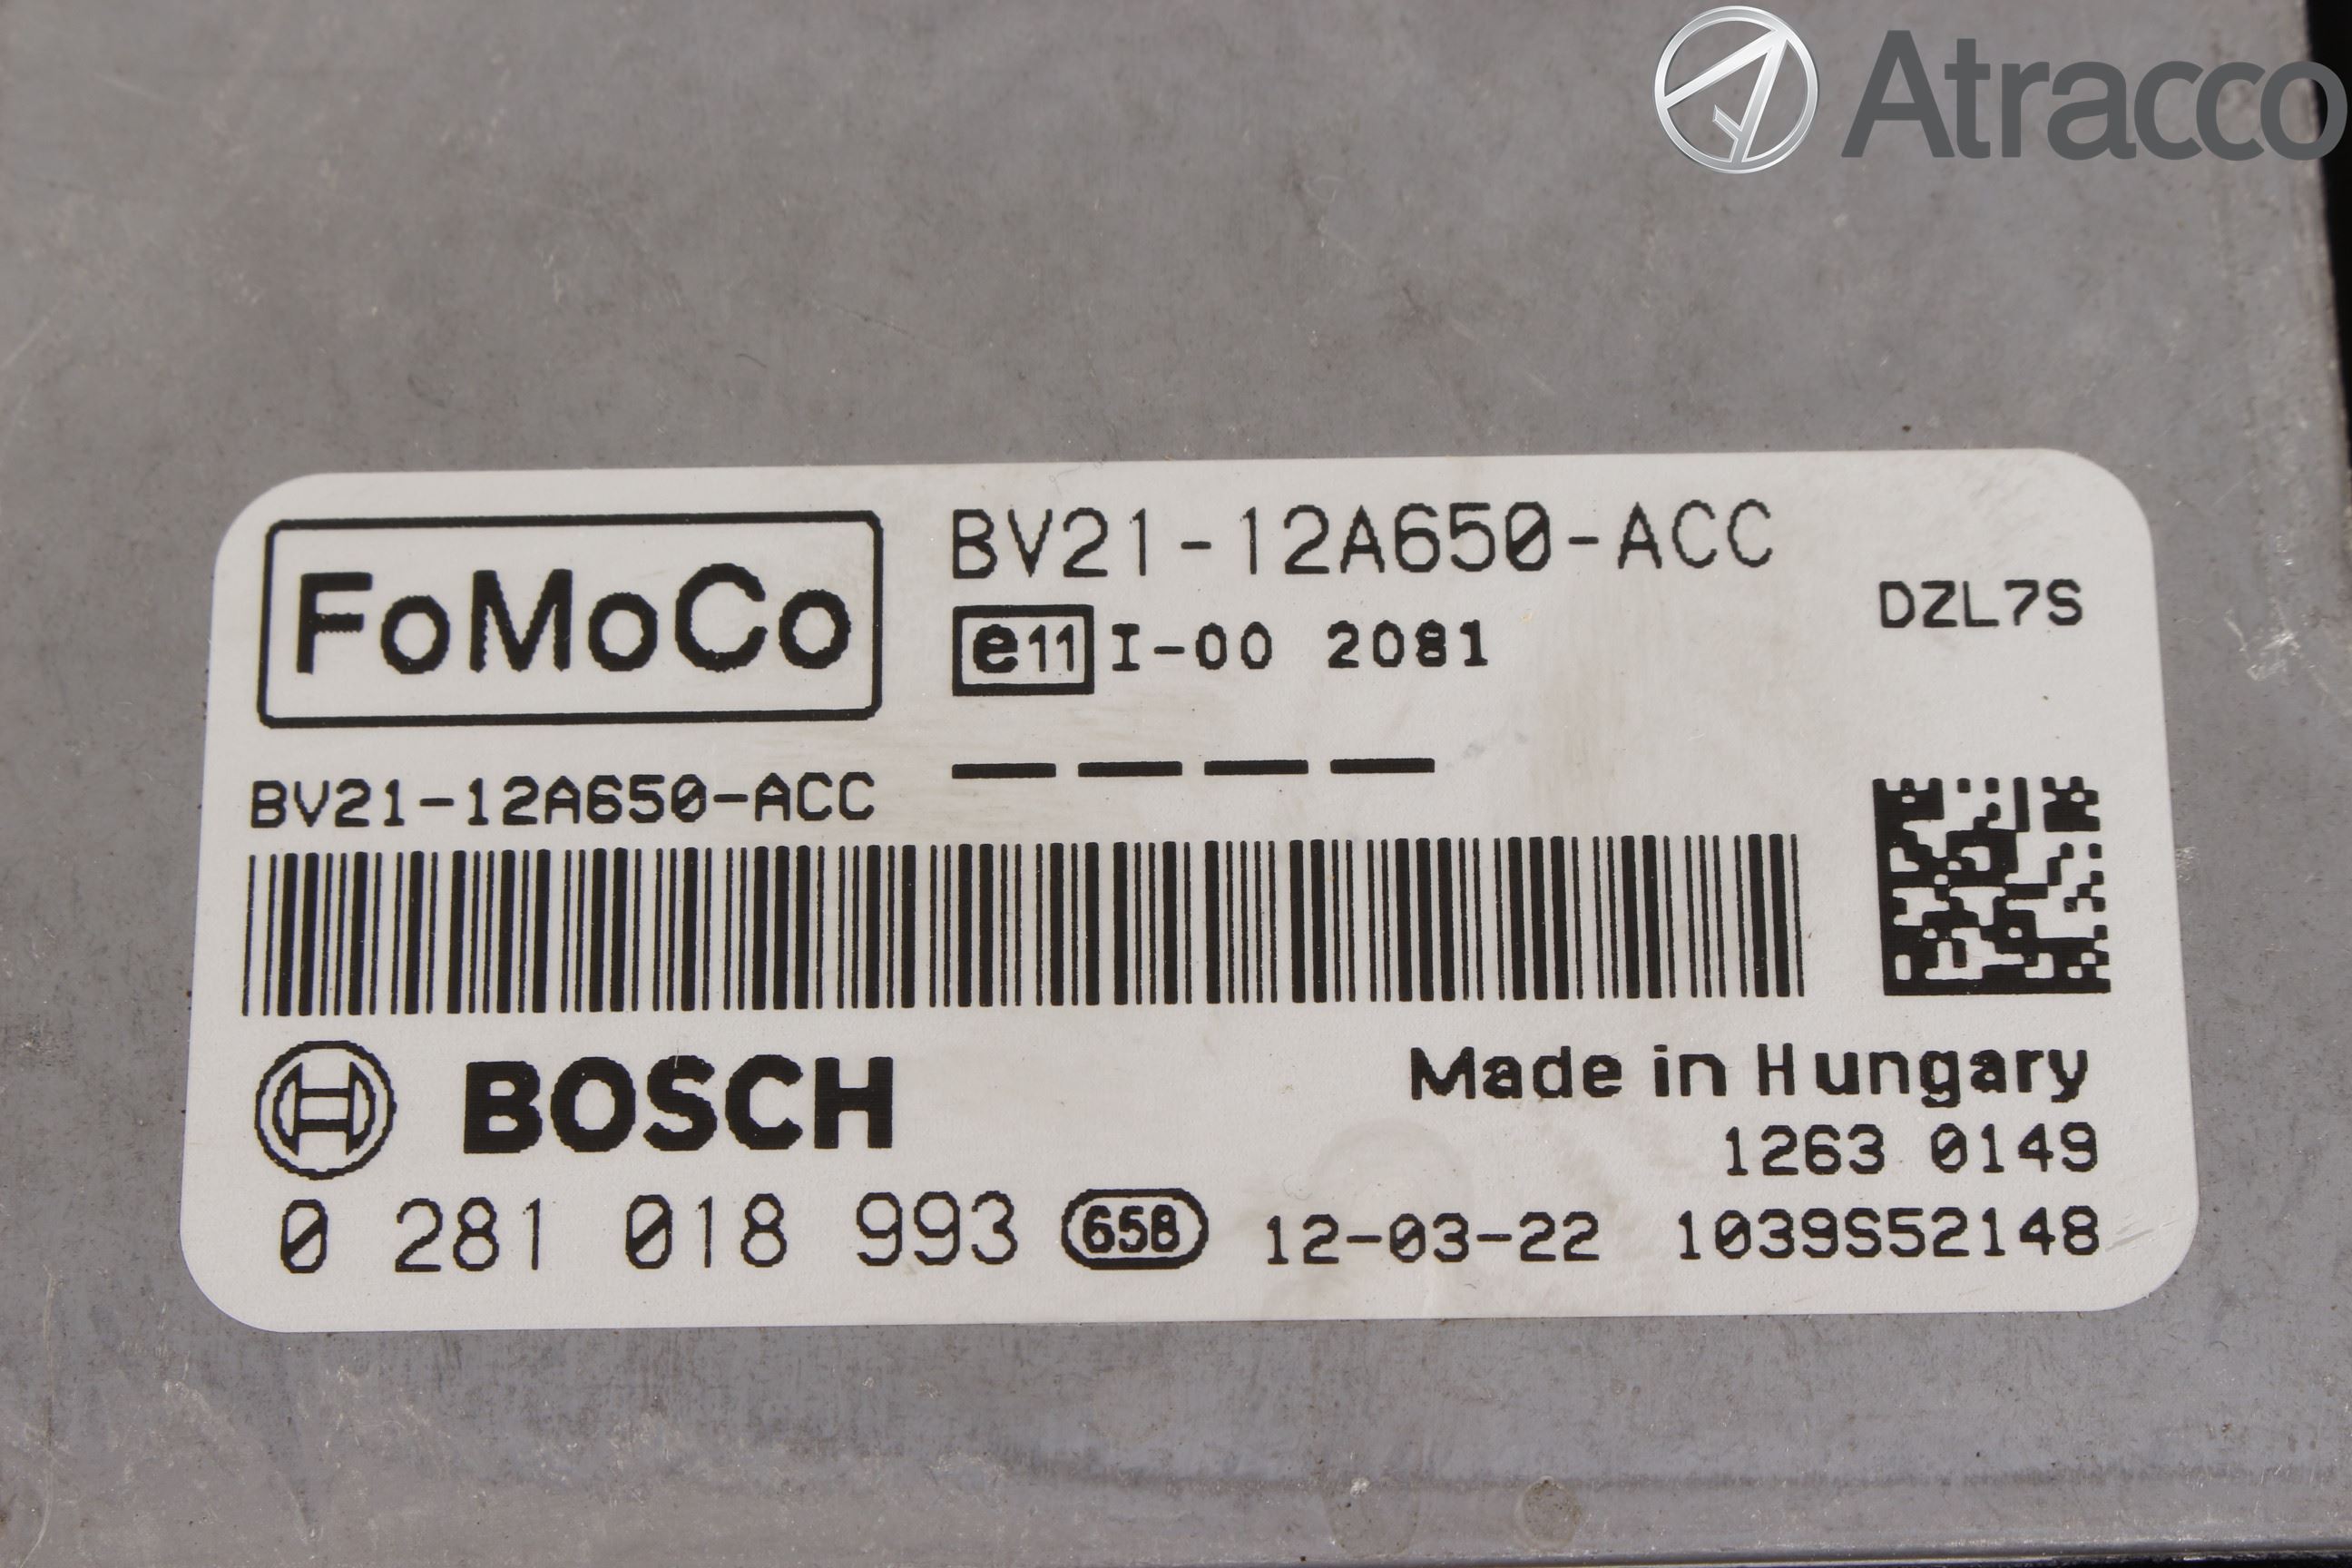 Atracco
FoMoCo
BV21-12A650-ACC
e11 I-00 2081
DZL7S
BV21-12A650-ACC
BOSCH
Made in Hungary
1263 0149
0 281 018 993 658 12-03-22 1039S52148